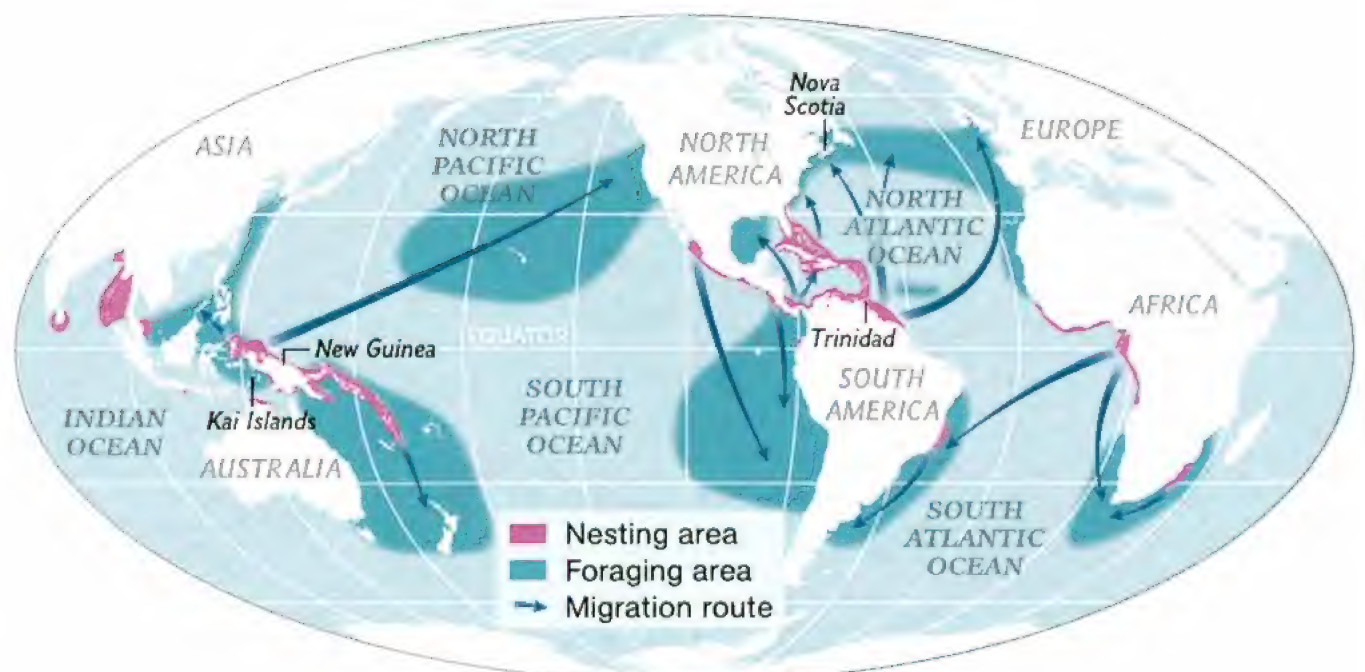 Nova
Scotia
EUROPE
ASIA
NORTH
PACIFIC
OCEAN
NORTH
AMERICA
NORTH
ATLANTIC
OCEAN
AFRICA
EQUATOR
New Guinea
Trinidad
SOUTH
AMERICA
SOUTH
PACIFIC
OCEAN
INDIAN
OCEAN
Kai Islands
AUSTRALIA
SOUTH
ATLANTIC
OCEAN
Nesting area
Foraging area
Migration route